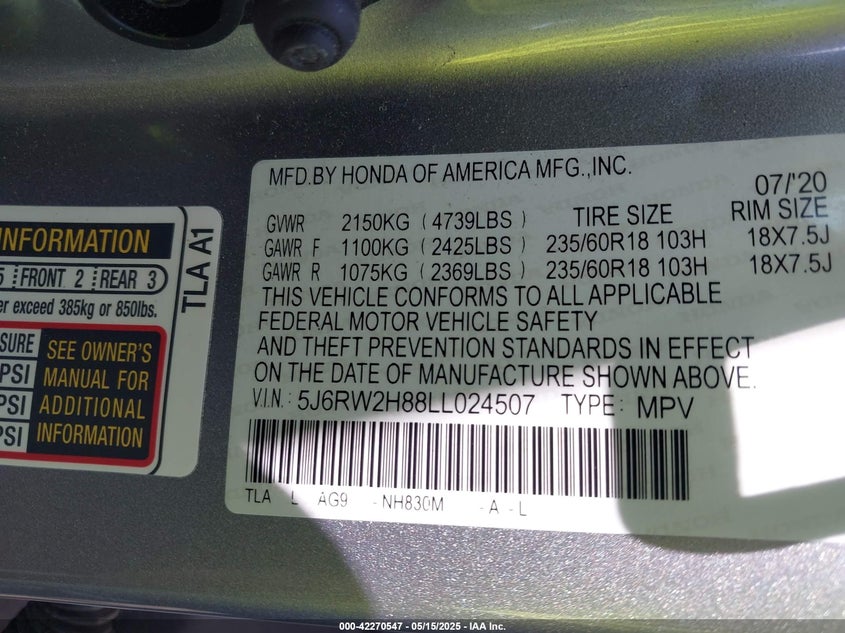 MFD.BY HONDA OF AMERICA MFG.,INC.
07/'20
GVWR 2150KG ( 4739LBS ) TIRE SIZE RIM SIZE
GAWR F 1100KG ( 2425LBS ) 235/60R18 103H 18X7.5J
GAWR R 1075KG ( 2369LBS ) 235/60R18 103H 18X7.5J
THIS VEHICLE CONFORMS TO ALL APPLICABLE
FEDERAL MOTOR VEHICLE SAFETY
AND THEFT PREVENTION STANDARDS IN EFFECT
ON THE DATE OF MANUFACTURE SHOWN ABOVE.
V.I.N.: 5J6RW2H88LL024507 TYPE: MPV
TLA L AG9 -NH830M -A -L
INFORMATION
5 FRONT 2 REAR 3
exceed 385kg or 850lbs.
SEE OWNER'S
PSI MANUAL FOR
PSI ADDITIONAL
PSI INFORMATION
TLA A1
000-42270547 - 05/15/2025 - IAA Inc.